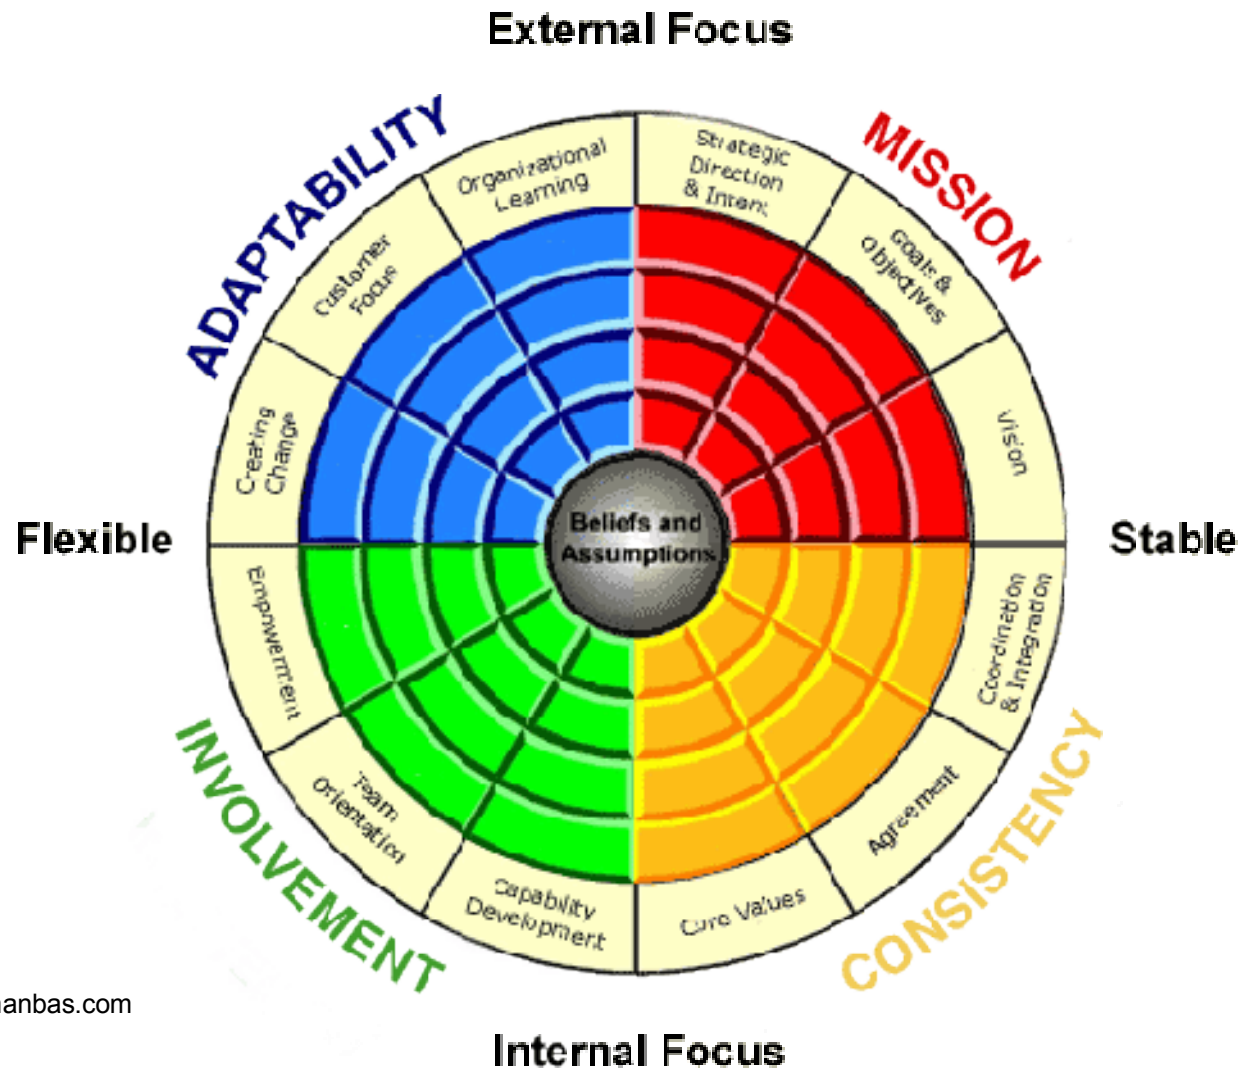 External Focus
ADAPTABILITY
MISSION
Organizational
Learning
Strategic
Direction
& Intent
Customer
Focus
Goals &
Objectives
Creating
Change
Vision
Flexible
Beliefs and
Assumptions
Stable
Empowerment
Coordination
& Integration
Team
Orientation
Agreement
Capability
Development
Core Values
INVOLVEMENT
CONSISTENCY
anbas.com
Internal Focus